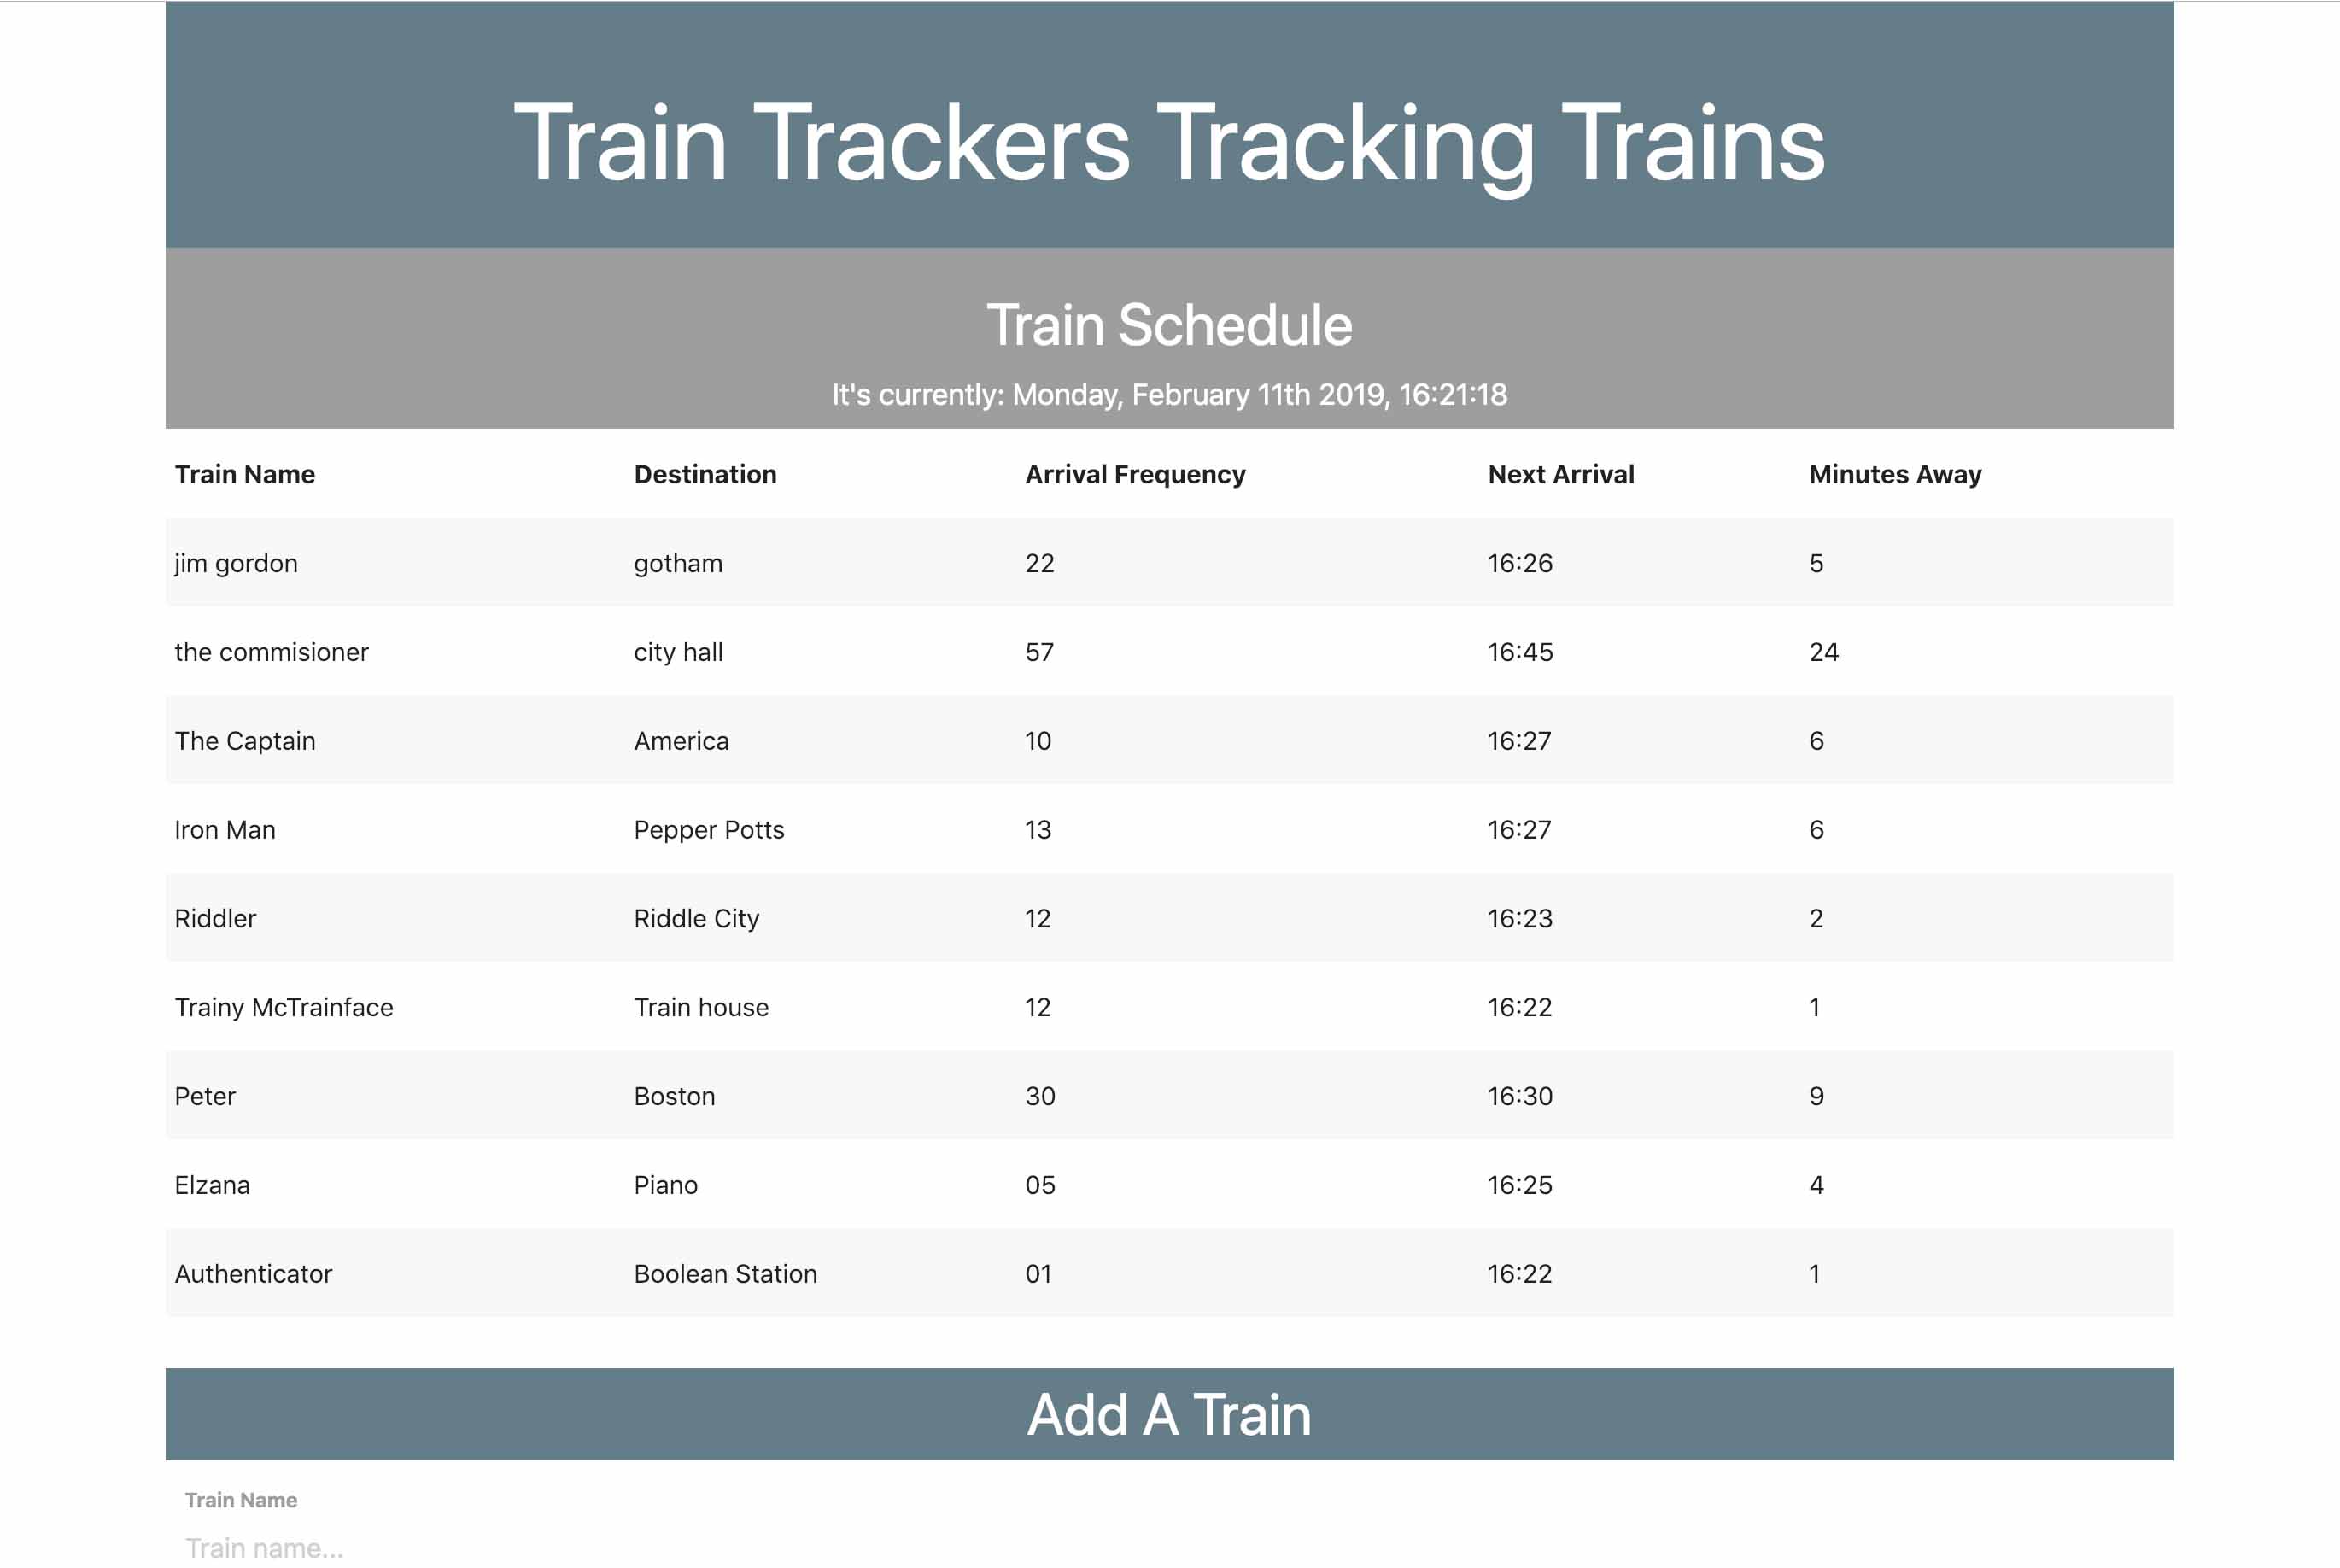 Train Trackers Tracking Trains
Train Schedule
It's currently: Monday, February 11th 2019, 16:21:18
Train Name Destination Arrival Frequency Next Arrival Minutes Away
jim gordon gotham 22 16:26 5
the commisioner city hall 57 16:45 24
The Captain America 10 16:27 6
Iron Man Pepper Potts 13 16:27 6
Riddler Riddle City 12 16:23 2
Trainy McTrainface Train house 12 16:22 1
Peter Boston 30 16:30 9
Elzana Piano 05 16:25 4
Authenticator Boolean Station 01 16:22 1
Add A Train
Train Name
Train name...